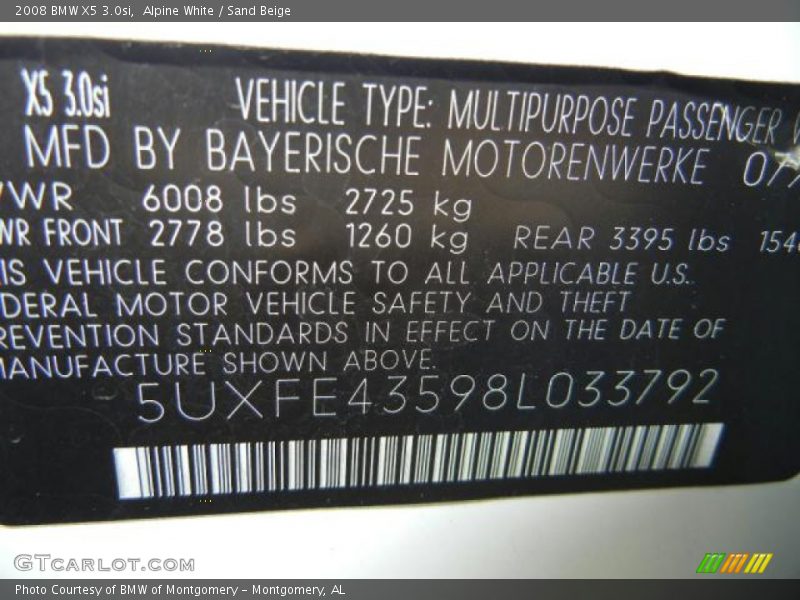 2008 BMW X5 3.0si, Alpine White / Sand Beige
X5 3.0si VEHICLE TYPE: MULTIPURPOSE PASSENGER
MFD BY BAYERISCHE MOTORENWERKE
VWR 6008 lbs 2725 kg
WR FRONT 2778 lbs 1260 kg REAR 3395 lbs
IS VEHICLE CONFORMS TO ALL APPLICABLE U.S.
DERAL MOTOR VEHICLE SAFETY AND THEFT
REVENTION STANDARDS IN EFFECT ON THE DATE OF
MANUFACTURE SHOWN ABOVE.
5UXFE43598L033792
GTCARLOT.COM
Photo Courtesy of BMW of Montgomery - Montgomery, AL